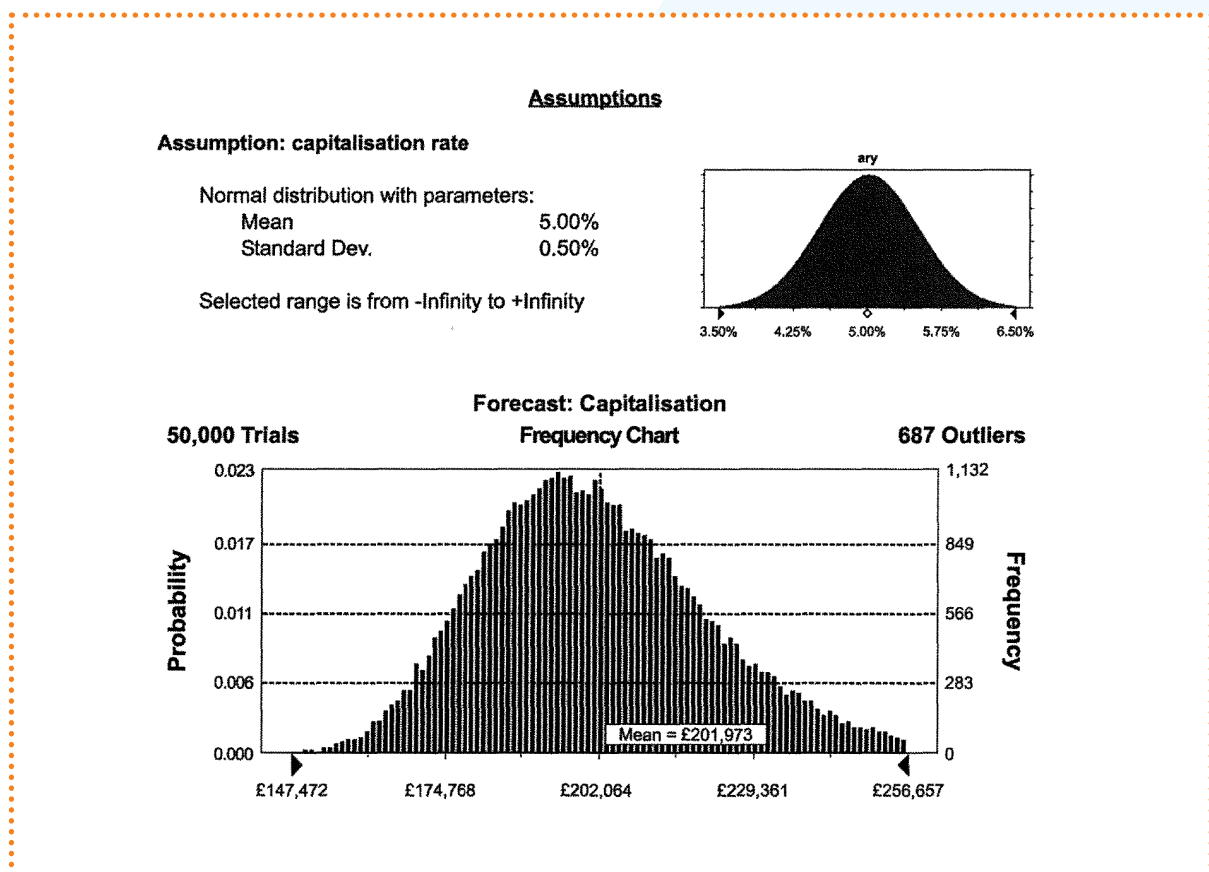 Assumptions
Assumption: capitalisation rate
Normal distribution with parameters:
Mean 5.00%
Standard Dev. 0.50%
Selected range is from -Infinity to +Infinity
ary
3.50% 4.25% 5.00% 5.75% 6.50%
Forecast: Capitalisation
50,000 Trials Frequency Chart 687 Outliers
0.023 1,132
0.017 849
0.011 566
0.006 283
0.000 0
Probability
Frequency
Mean = £201,973
£147,472 £174,768 £202,064 £229,361 £256,657